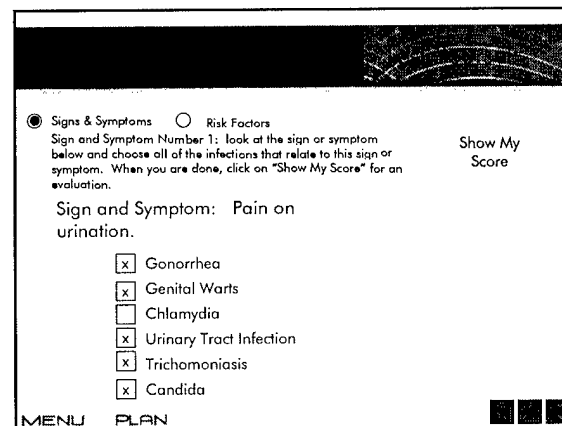 Signs & Symptoms Risk Factors
Sign and Symptom Number 1: look at the sign or symptom
below and choose all of the infections that relate to this sign or
symptom. When you are done, click on "Show My Score" for an
evaluation.
Show My
Score
Sign and Symptom: Pain on
urination.
x Gonorrhea
x Genital Warts
Chlamydia
x Urinary Tract Infection
x Trichomoniasis
x Candida
MENU PLAN